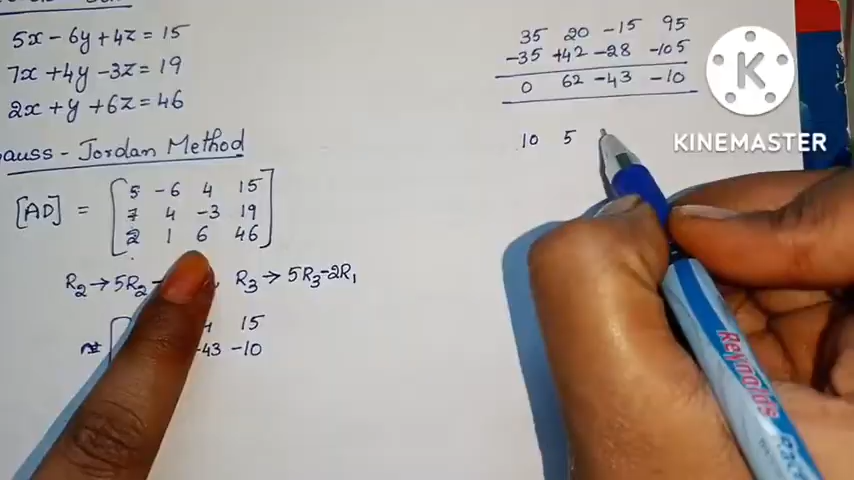 5x - 6y + 4z = 15
7x + 4y - 3z = 19
2x + y + 6z = 46
auss - Jordan Method
[AD] = [ 5 -6 4 15
7 4 -3 19
2 1 6 46 ]
R₂ → 5R₂ - R₃ → 5R₃ - 2R₁
15
-43 -10
35 20 -15 95
-35 +42 -28 -105
0 62 -43 -10
10 5
K
KINEMASTER
Reynolds